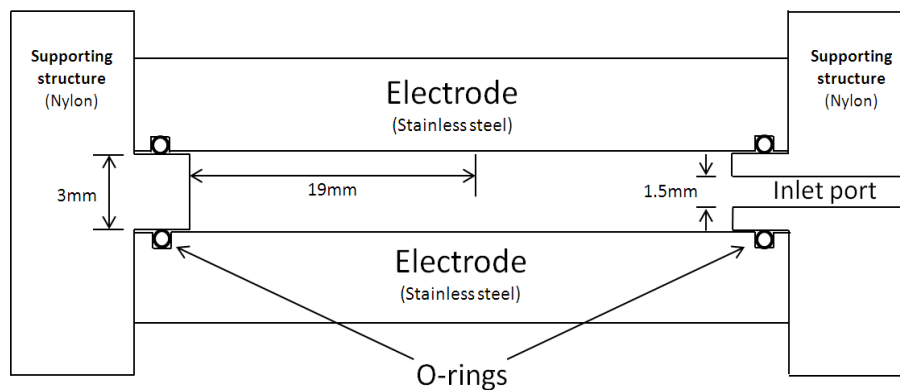 Supporting
structure
(Nylon)
Electrode
(Stainless steel)
Supporting
structure
(Nylon)
3mm
19mm
1.5mm
Inlet port
Electrode
(Stainless steel)
O-rings